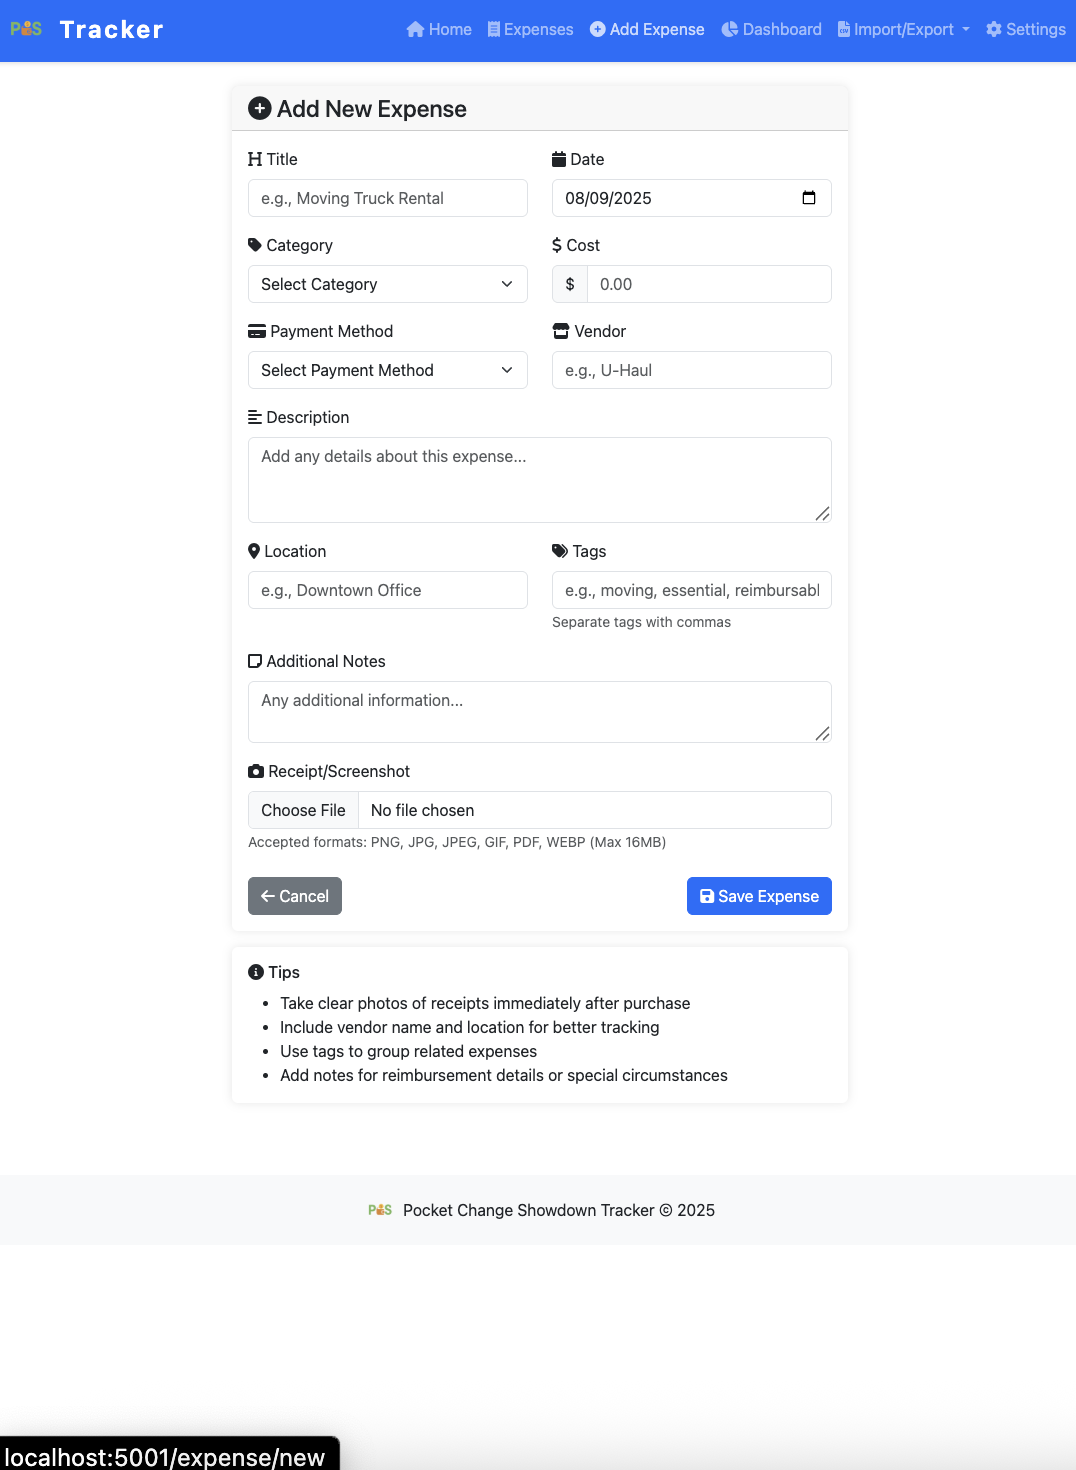 PCS Tracker Home Expenses Add Expense Dashboard Import/Export Settings
Add New Expense
Title Date
e.g., Moving Truck Rental 08/09/2025
Category $ Cost
Select Category $ 0.00
Payment Method Vendor
Select Payment Method e.g., U-Haul
Description
Add any details about this expense...
Location Tags
e.g., Downtown Office e.g., moving, essential, reimbursabl
Separate tags with commas
Additional Notes
Any additional information...
Receipt/Screenshot
Choose File No file chosen
Accepted formats: PNG, JPG, JPEG, GIF, PDF, WEBP (Max 16MB)
Cancel Save Expense
Tips
• Take clear photos of receipts immediately after purchase
• Include vendor name and location for better tracking
• Use tags to group related expenses
• Add notes for reimbursement details or special circumstances
PCS Pocket Change Showdown Tracker © 2025
localhost:5001/expense/new